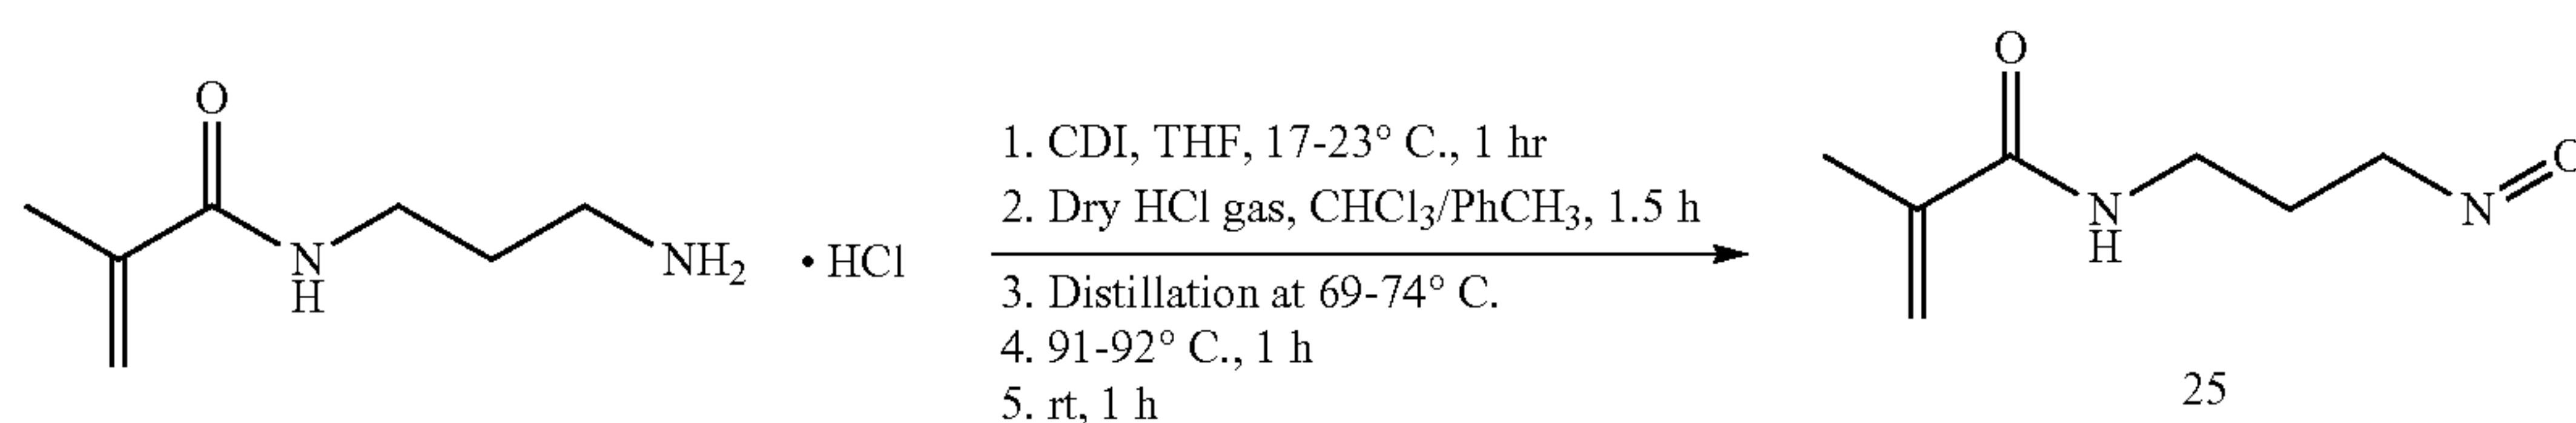 O
N
H
NH2
• HCl
1. CDI, THF, 17-23° C., 1 hr
2. Dry HCl gas, CHCl3/PhCH3, 1.5 h
3. Distillation at 69-74° C.
4. 91-92° C., 1 h
5. rt, 1 h
O
N
H
N
25